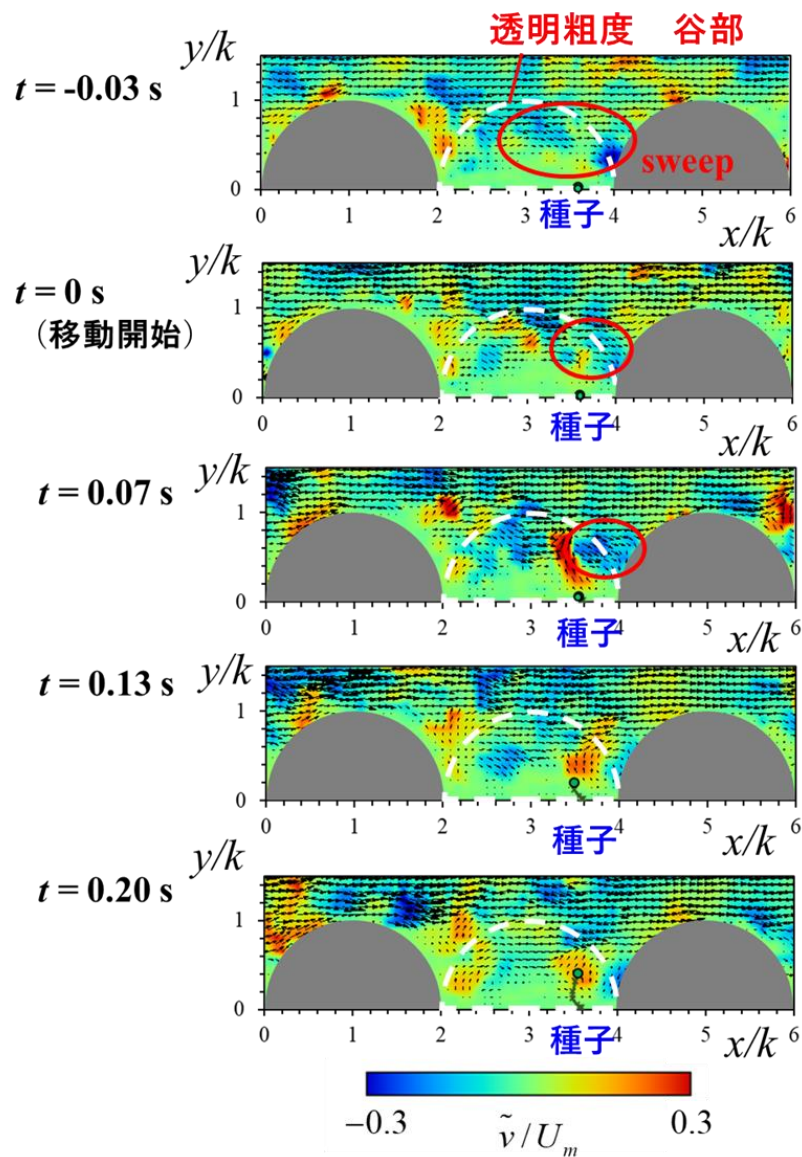 透明粗度 谷部
y/k
t = -0.03 s
1
sweep
0
0 1 2 3 4 5 6
種子
x/k
y/k
t = 0 s
(移動開始)
1
0
0 1 2 3 4 5 6
種子
x/k
y/k
t = 0.07 s
1
0
0 1 2 3 4 5 6
種子
x/k
y/k
t = 0.13 s
1
0
0 1 2 3 4 5 6
種子
x/k
y/k
t = 0.20 s
1
0
0 1 2 3 4 5 6
種子
x/k
−0.3 ṽ/U_m 0.3